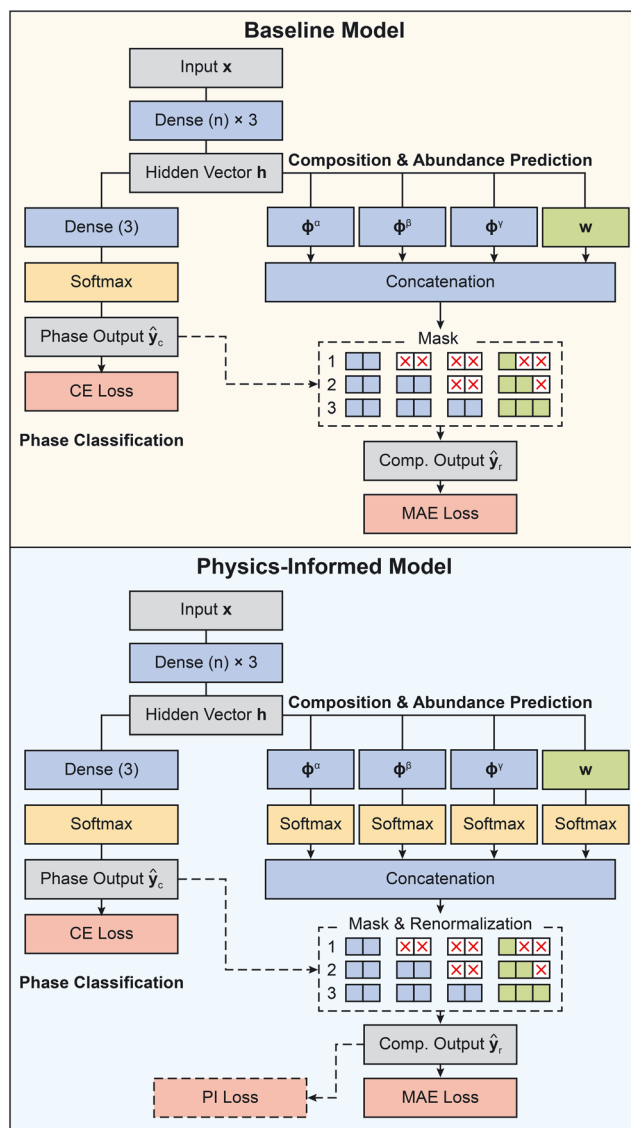 Baseline Model
Input x
Dense (n) × 3
Hidden Vector h
Composition & Abundance Prediction
Dense (3)
ϕᵅ
ϕᵝ
ϕᵞ
w
Softmax
Concatenation
Phase Output ŷc
Mask
1
2
3
CE Loss
Phase Classification
Comp. Output ŷr
MAE Loss
Physics-Informed Model
Input x
Dense (n) × 3
Hidden Vector h
Composition & Abundance Prediction
Dense (3)
ϕᵅ
ϕᵝ
ϕᵞ
w
Softmax
Softmax
Softmax
Softmax
Softmax
Phase Output ŷc
Concatenation
CE Loss
Mask & Renormalization
1
2
3
Phase Classification
Comp. Output ŷr
PI Loss
MAE Loss